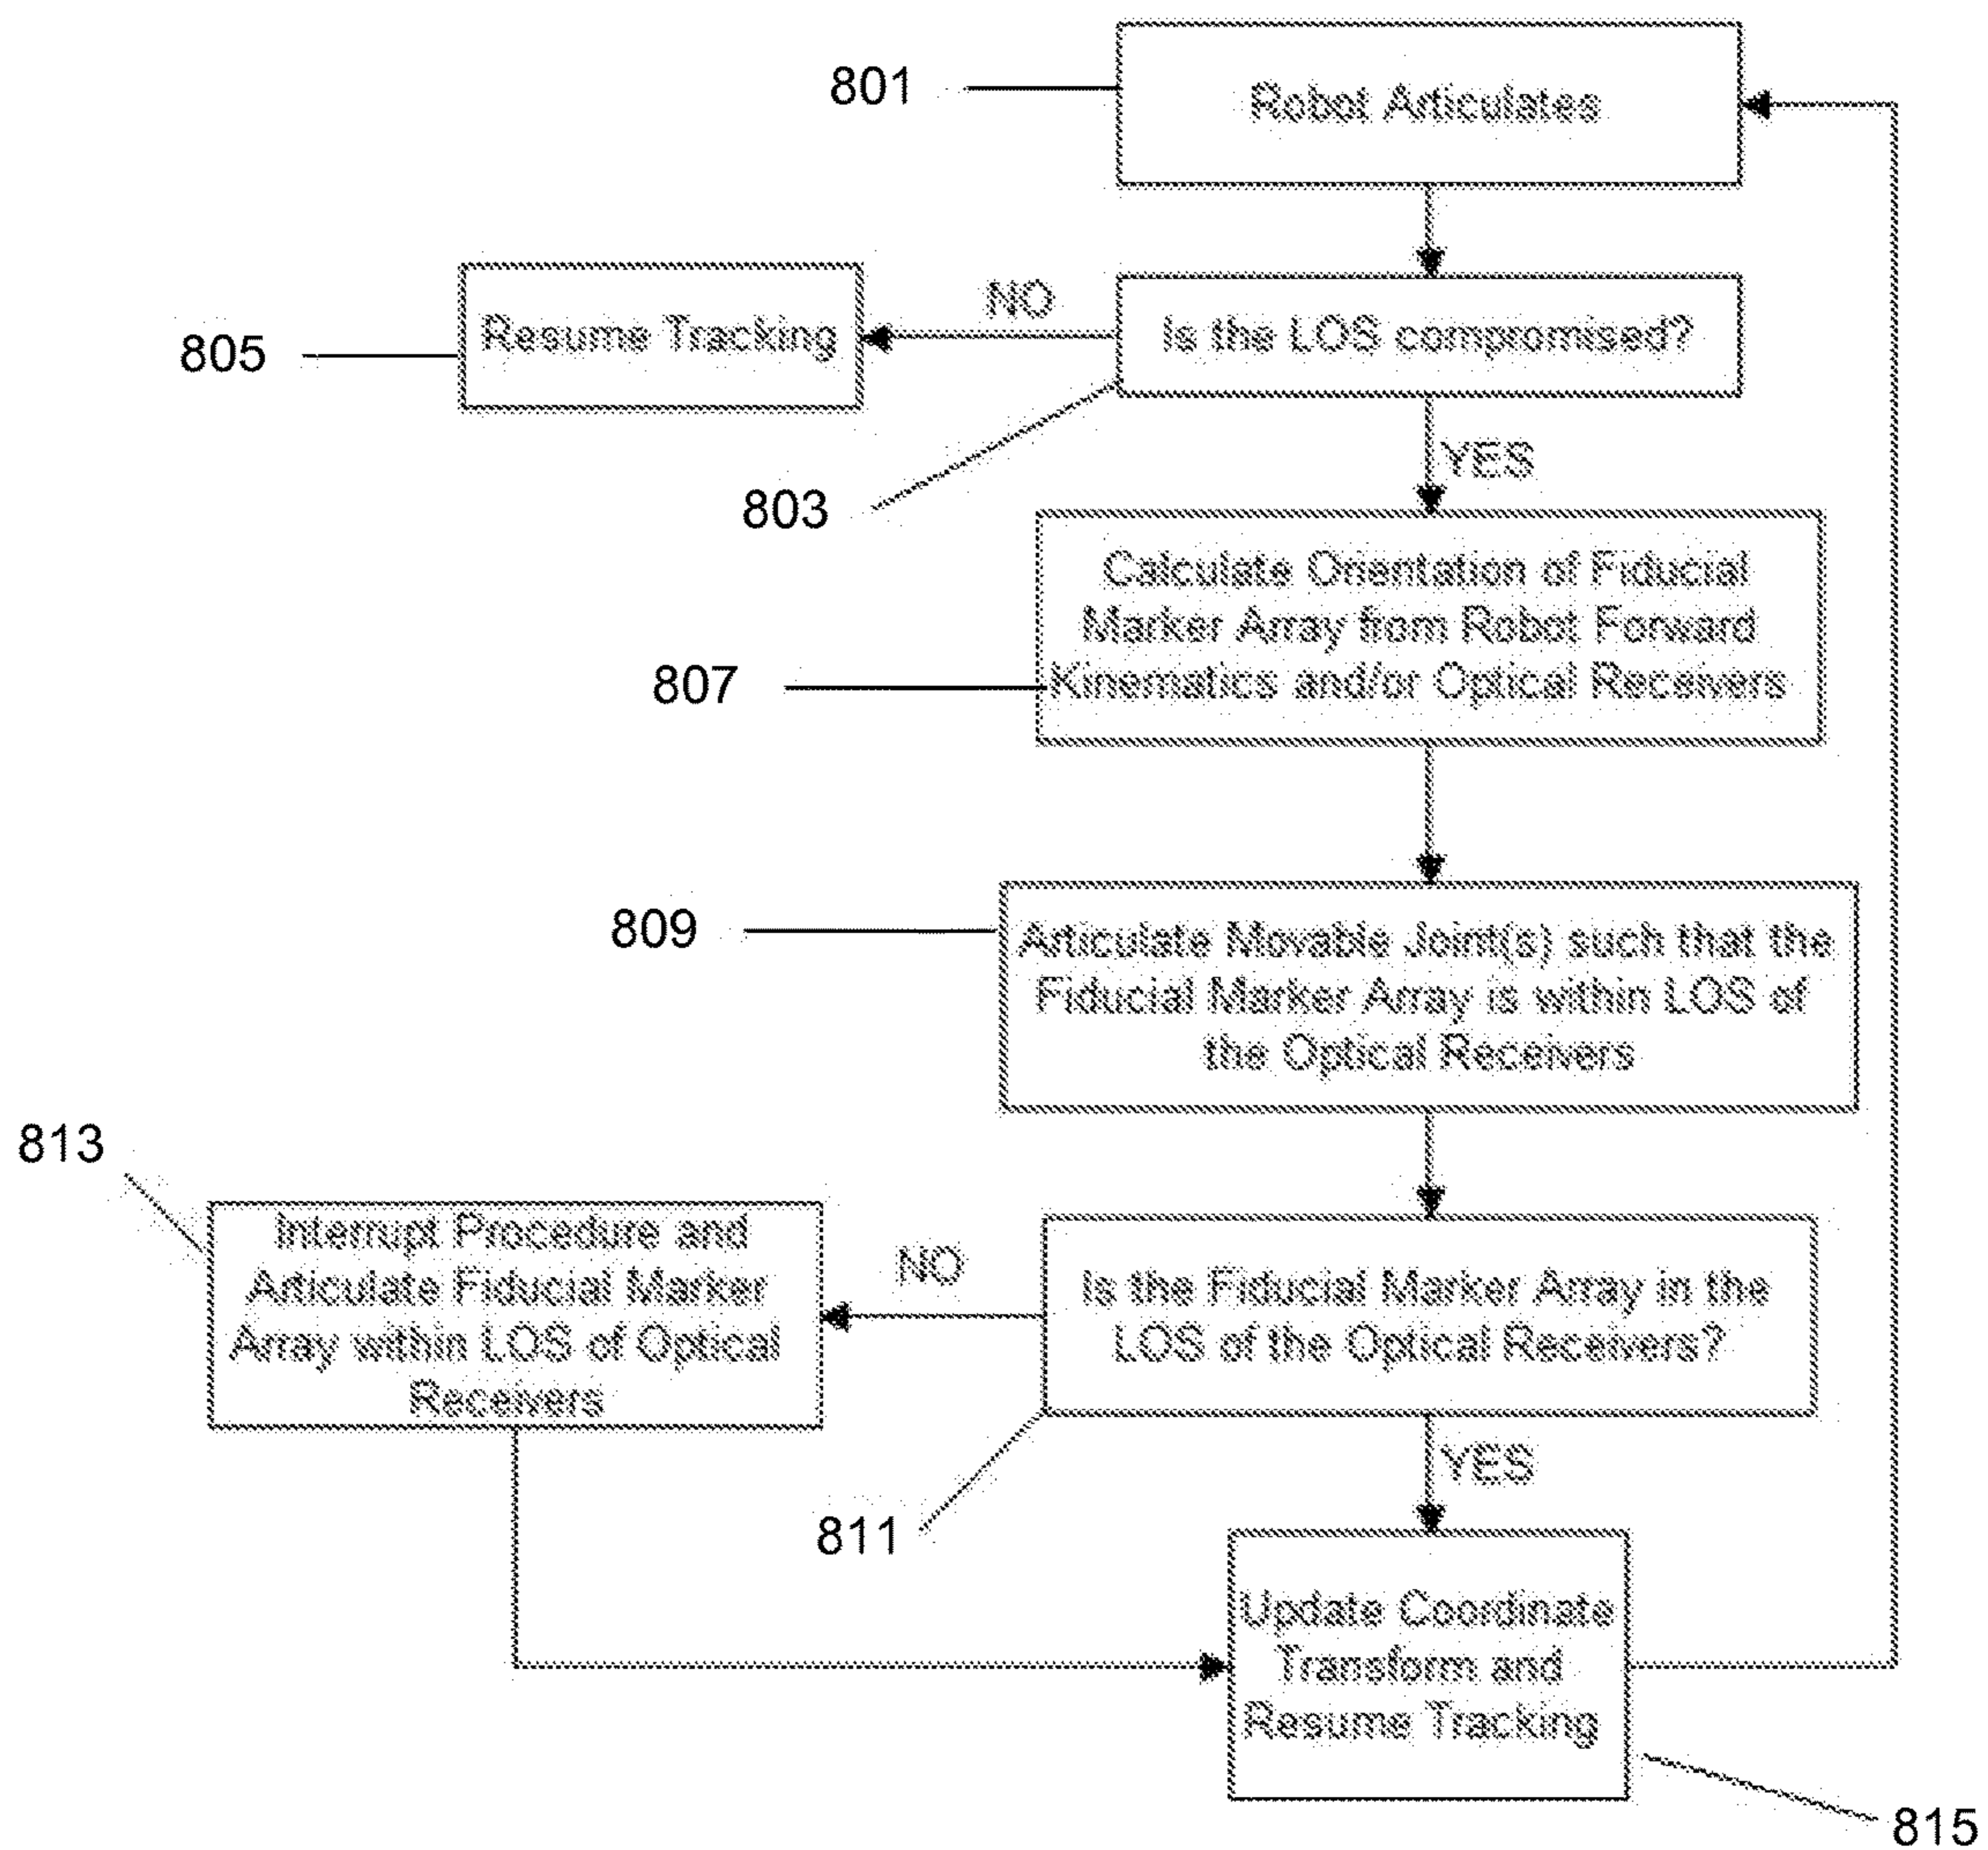 801
Robot Articulates
805
Resume Tracking
NO
Is the LOS compromised?
803
YES
807
Calculate Orientation of Fiducial
Marker Array from Robot Forward
Kinematics and/or Optical Receivers
809
Articulate Movable Joint(s) such that the
Fiducial Marker Array is within LOS of
the Optical Receivers
813
Interrupt Procedure and
Articulate Fiducial Marker
Array within LOS of Optical
Receivers
NO
Is the Fiducial Marker Array in the
LOS of the Optical Receivers?
811
YES
Update Coordinate
Transform and
Resume Tracking
815